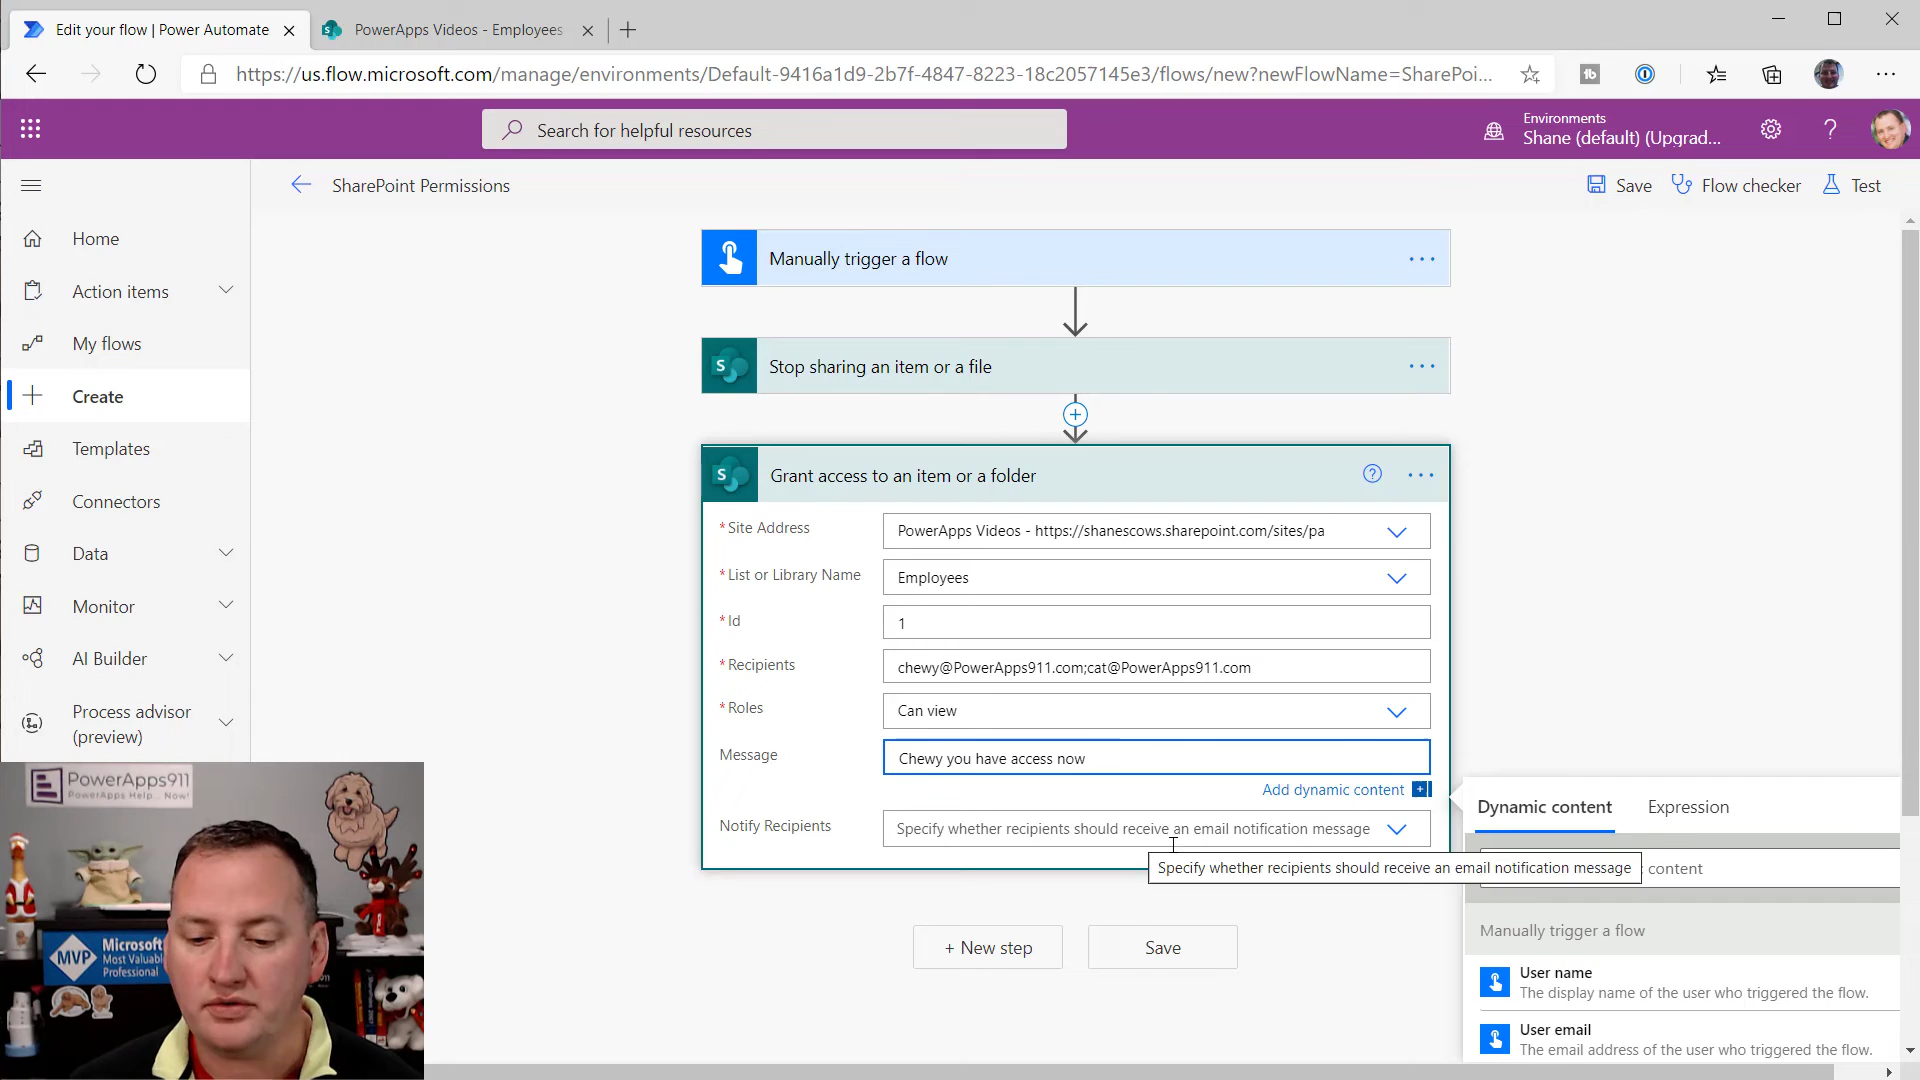 Edit your flow | Power Automate
PowerApps Videos - Employees
https://us.flow.microsoft.com/manage/environments/Default-9416a1d9-2b7f-4847-8223-18c2057145e3/flows/new?newFlowName=SharePoi...
Search for helpful resources
Environments
Shane (default) (Upgrad...
SharePoint Permissions
Save
Flow checker
Test
Home
Action items
My flows
Create
Templates
Connectors
Data
Monitor
AI Builder
Process advisor
(preview)
Manually trigger a flow
Stop sharing an item or a file
Grant access to an item or a folder
* Site Address
PowerApps Videos - https://shanescows.sharepoint.com/sites/pa
* List or Library Name
Employees
* Id
1
* Recipients
chewy@PowerApps911.com;cat@PowerApps911.com
* Roles
Can view
Message
Chewy you have access now
Add dynamic content
Notify Recipients
Specify whether recipients should receive an email notification message
Specify whether recipients should receive an email notification message
+ New step
Save
Dynamic content
Expression
content
Manually trigger a flow
User name
The display name of the user who triggered the flow.
User email
The email address of the user who triggered the flow.
PowerApps911
PowerApps Help... Now!
MVP
Microsoft
Most Valuable
Professional